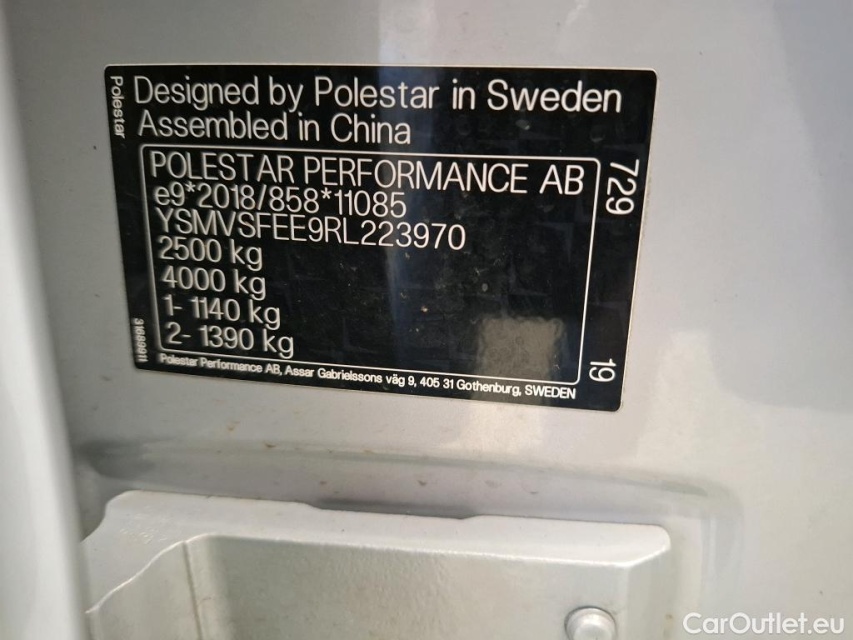 Polestar
Designed by Polestar in Sweden
Assembled in China
POLESTAR PERFORMANCE AB
e9*2018/858*11085
YSMVSFEE9RL223970
2500 kg
4000 kg
1- 1140 kg
2- 1390 kg
729
19
31689911
Polestar Performance AB, Assar Gabrielssons väg 9, 405 31 Gothenburg, SWEDEN
CarOutlet.eu